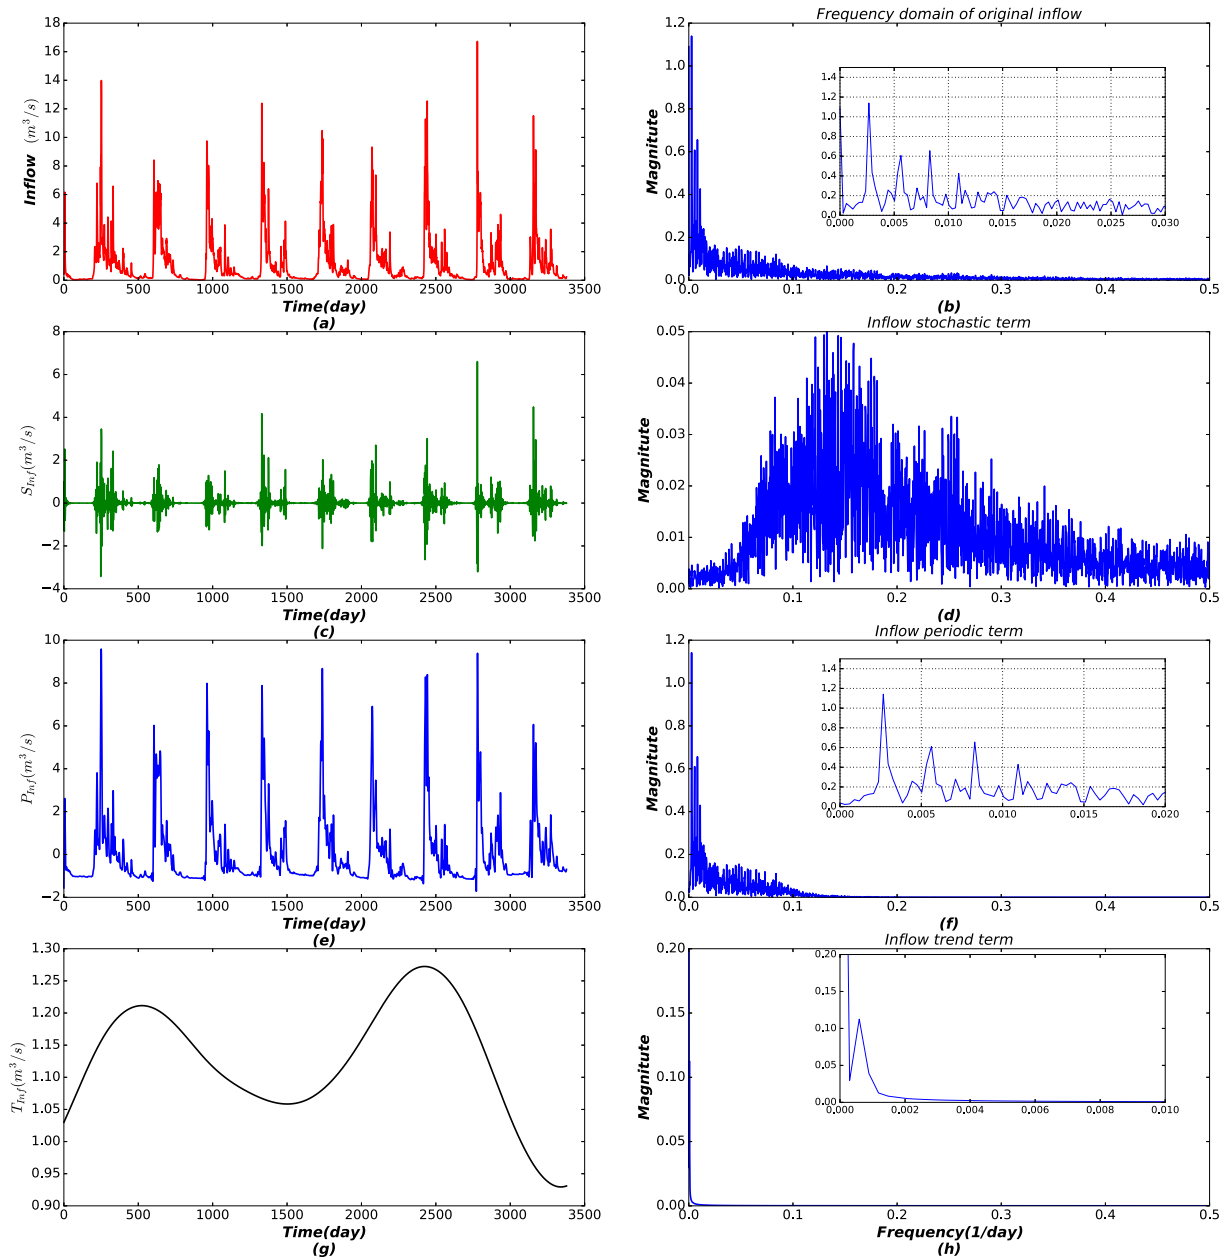 Frequency domain of original inflow
18
16
14
12
10
8
6
4
2
0
Inflow (m³/s)
0 500 1000 1500 2000 2500 3000 3500
Time(day)
(a)
1.2
1.0
0.8
0.6
0.4
0.2
0.0
Magnitute
1.4
1.2
1.0
0.8
0.6
0.4
0.2
0.0
0.000 0.005 0.010 0.015 0.020 0.025 0.030
0.0 0.1 0.2 0.3 0.4 0.5
(b)
Inflow stochastic term
8
6
4
2
0
−2
−4
S_Inf(m³/s)
0 500 1000 1500 2000 2500 3000 3500
Time(day)
(c)
0.05
0.04
0.03
0.02
0.01
0.00
Magnitute
0.0 0.1 0.2 0.3 0.4 0.5
(d)
Inflow periodic term
10
8
6
4
2
0
−2
P_Inf(m³/s)
0 500 1000 1500 2000 2500 3000 3500
Time(day)
(e)
1.2
1.0
0.8
0.6
0.4
0.2
0.0
Magnitute
1.4
1.2
1.0
0.8
0.6
0.4
0.2
0.0
0.000 0.005 0.010 0.015 0.020
0.0 0.1 0.2 0.3 0.4 0.5
(f)
Inflow trend term
1.30
1.25
1.20
1.15
1.10
1.05
1.00
0.95
0.90
T_Inf(m³/s)
0 500 1000 1500 2000 2500 3000 3500
Time(day)
(g)
0.20
0.15
0.10
0.05
0.00
Magnitute
0.20
0.15
0.10
0.05
0.00
0.000 0.002 0.004 0.006 0.008 0.010
0.0 0.1 0.2 0.3 0.4 0.5
Frequency(1/day)
(h)